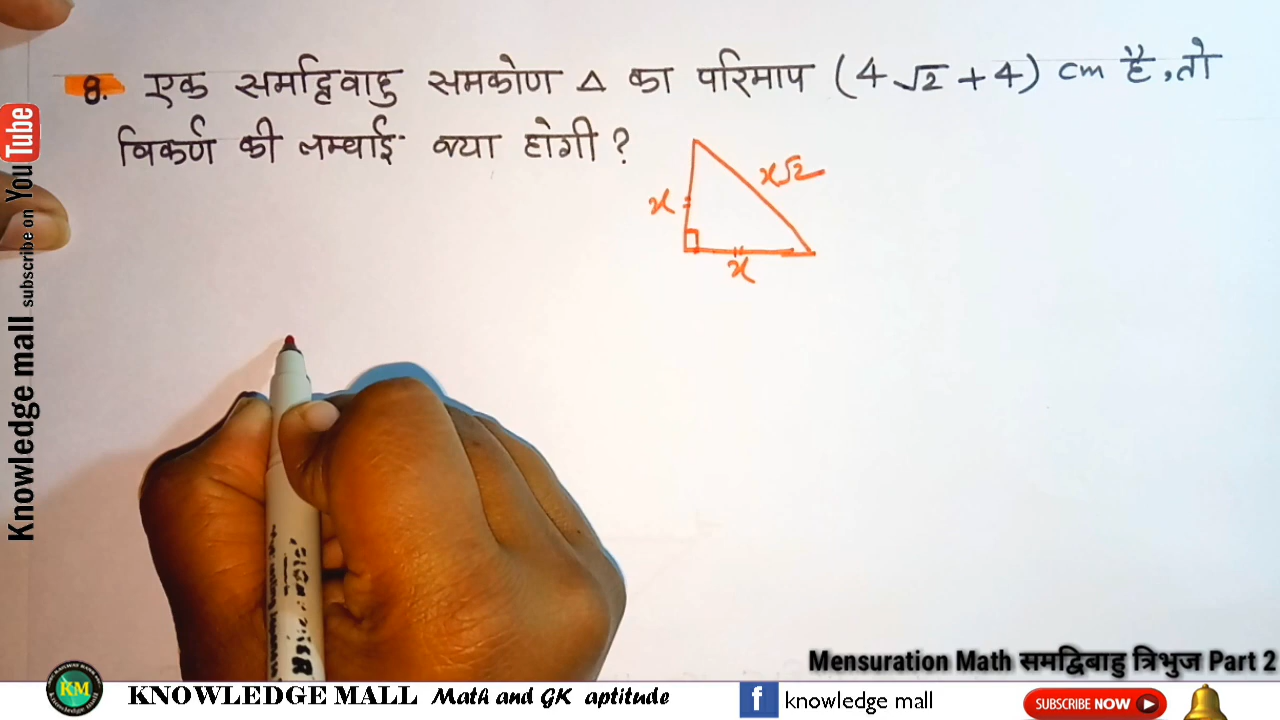 8. एक समद्विवाहु समकोण Δ का परिमाप (4√2 + 4) cm है, तो
विकर्ण की लम्बाई क्या होगी ?
x√2
x
x
Knowledge mall subscribe on YouTube
Mensuration Math समद्विबाहु त्रिभुज Part 2
KM
KNOWLEDGE MALL Math and GK aptitude
f knowledge mall
SUBSCRIBE NOW